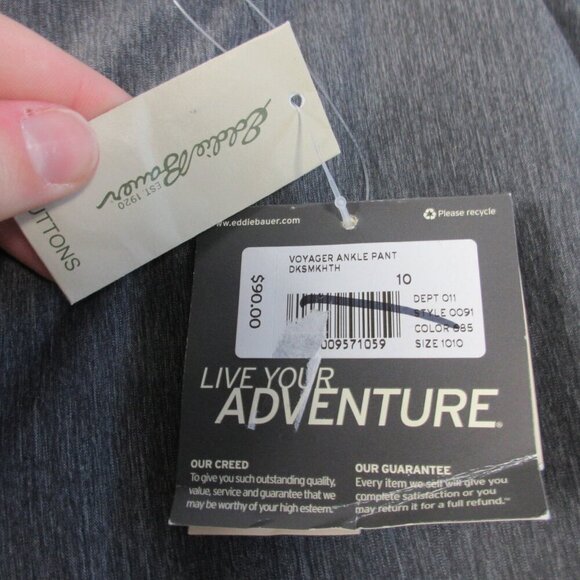 Eddie Bauer
EST. 1920
UTTONS
www.eddiebauer.com
Please recycle
VOYAGER ANKLE PANT
DKSMKHTH
10
$90.00
DEPT 011
STYLE 0091
COLOR 085
SIZE 1010
009571059
LIVE YOUR
ADVENTURE®
OUR CREED
To give you such outstanding quality,
value, service and guarantee that we
may be worthy of your high esteem.™
OUR GUARANTEE
Every item we sell will give you
complete satisfaction or you
may return it for a full refund.™